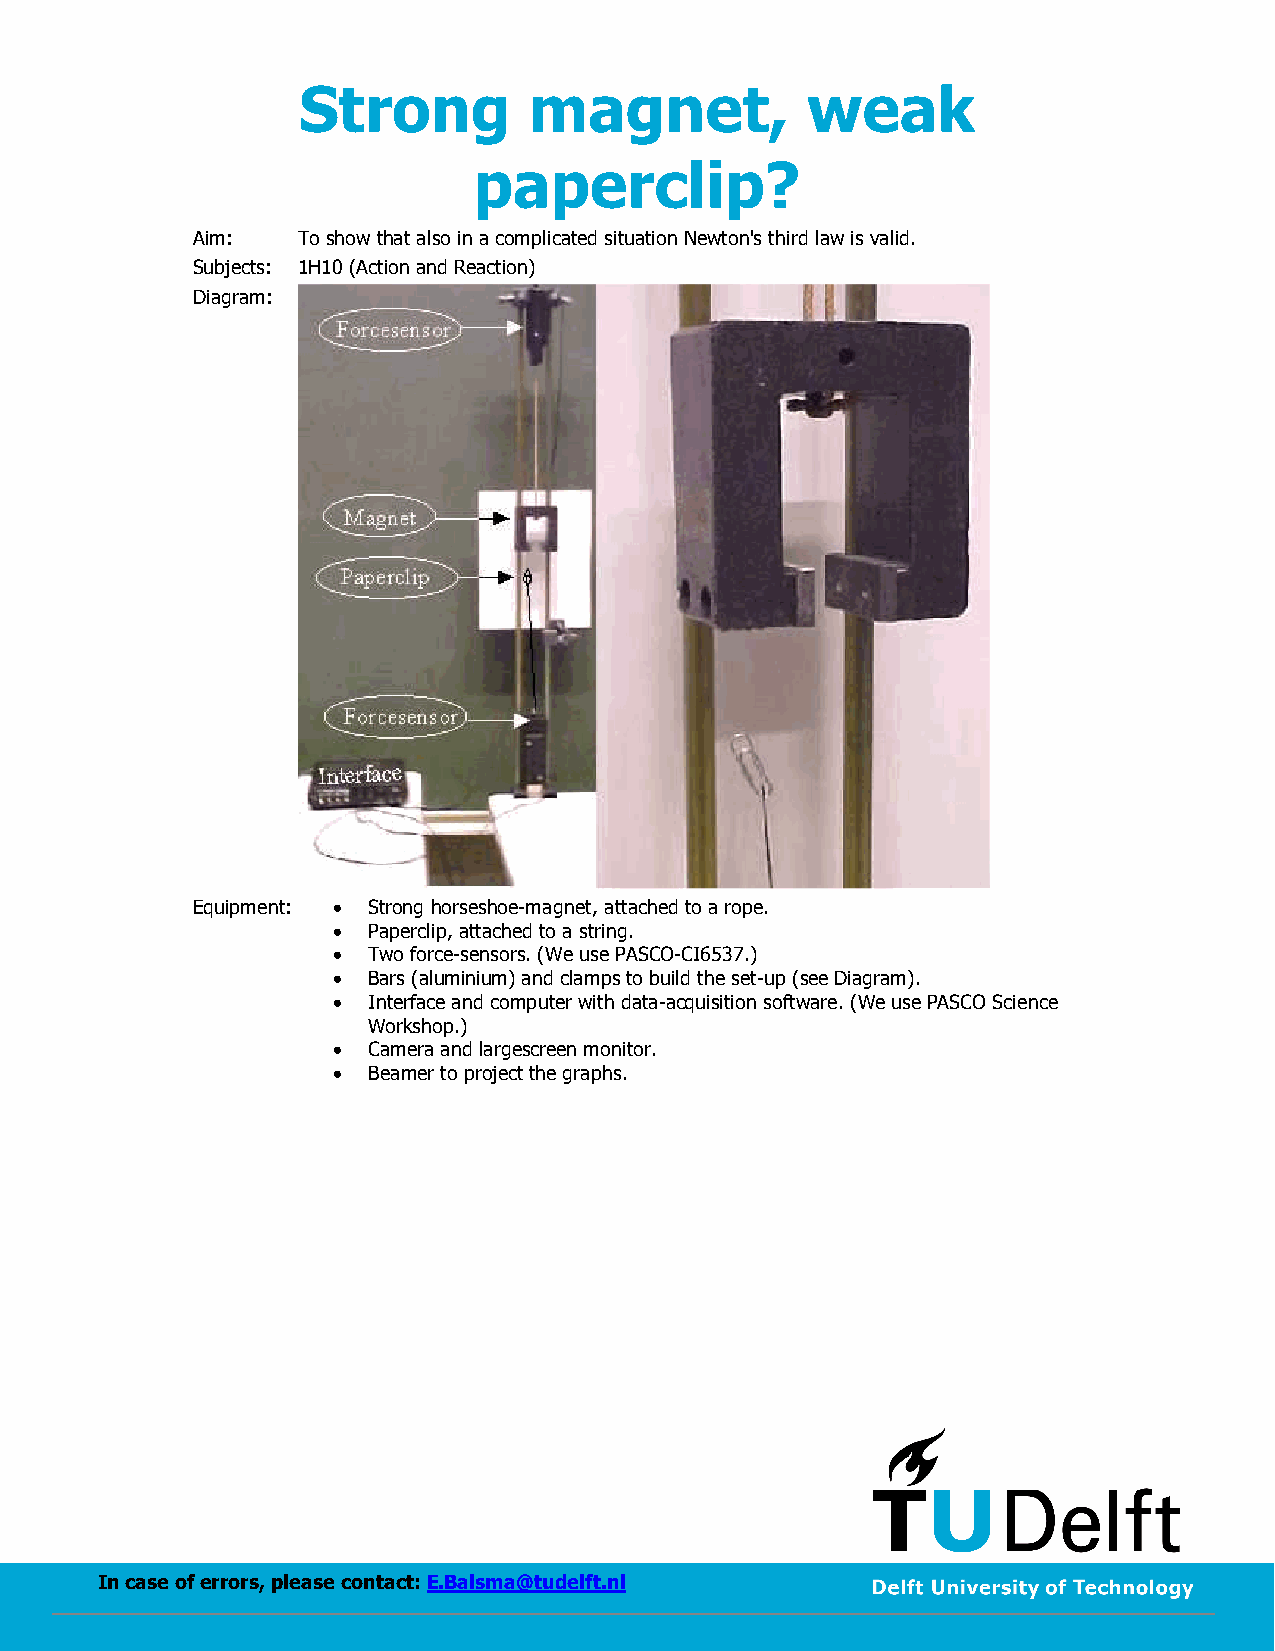 Strong magnet, weak
paperclip?
Aim: To show that also in a complicated situation Newton's third law is valid.
Subjects: 1H10 (Action and Reaction)
Diagram:
Forcesensor
Magnet
Paperclip
Forcesensor
Interface
Equipment: • Strong horseshoe-magnet, attached to a rope.
• Paperclip, attached to a string.
• Two force-sensors. (We use PASCO-CI6537.)
• Bars (aluminium) and clamps to build the set-up (see Diagram).
• Interface and computer with data-acquisition software. (We use PASCO Science
Workshop.)
• Camera and largescreen monitor.
• Beamer to project the graphs.
TUDelft
In case of errors, please contact: E.Balsma@tudelft.nl
Delft University of Technology